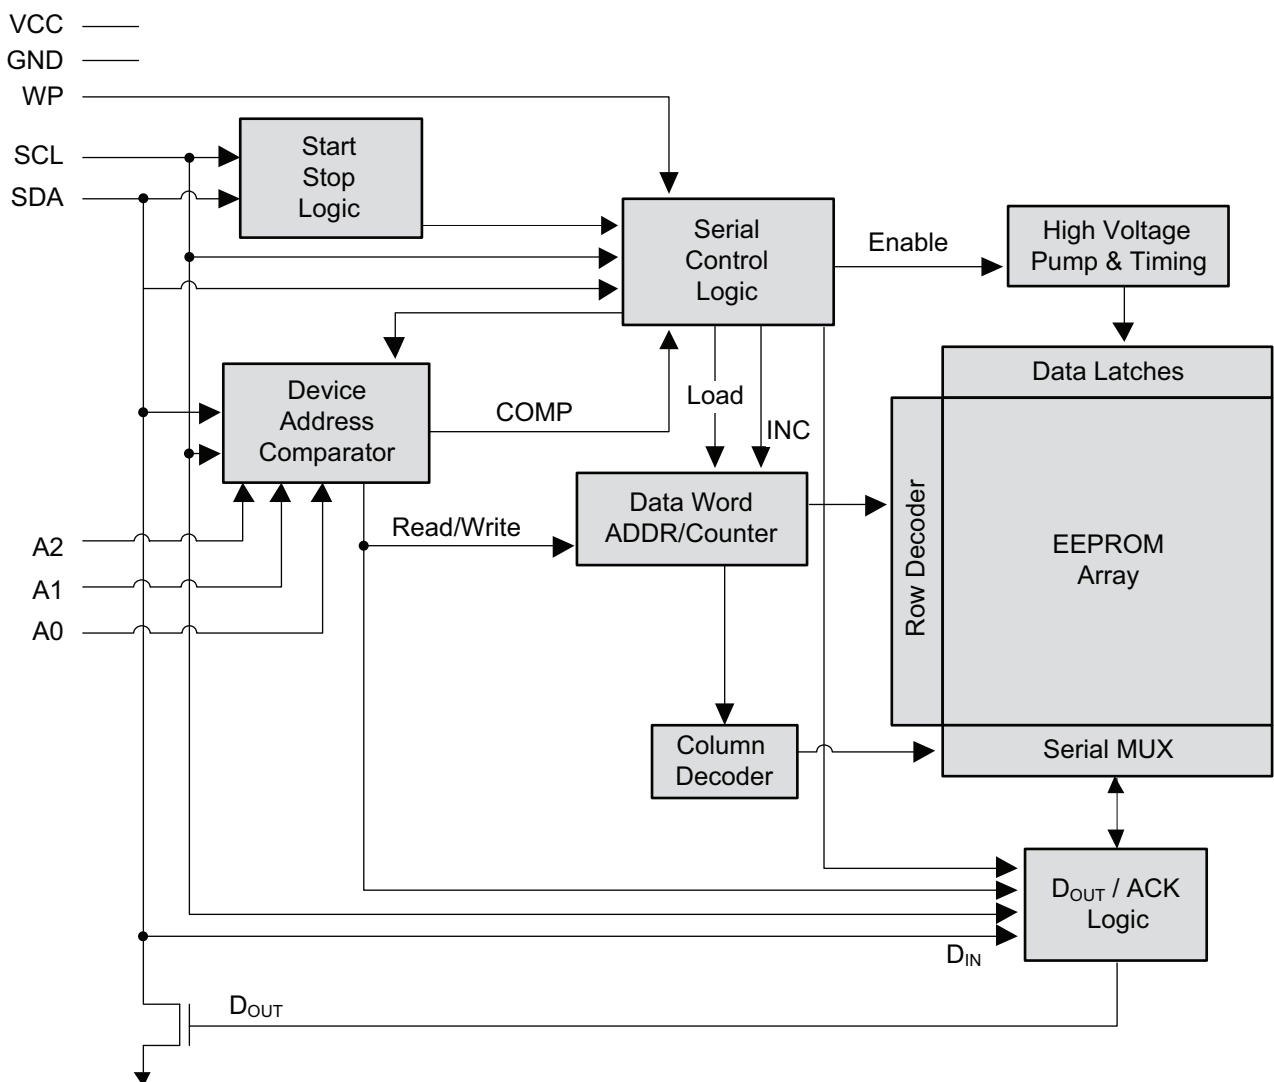 VCC
GND
WP
SCL
SDA
Start
Stop
Logic
Serial
Control
Logic
Enable
High Voltage
Pump & Timing
Data Latches
Device
Address
Comparator
COMP
Load
INC
A2
A1
A0
Read/Write
Data Word
ADDR/Counter
Row Decoder
EEPROM
Array
Column
Decoder
Serial MUX
DOUT / ACK
Logic
DIN
DOUT